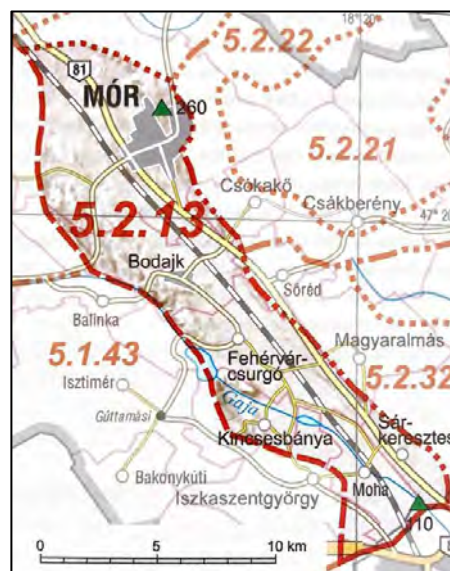 18° 20'
5.2.22
81
MÓR
260
5.2.21
Csókakő
Csákberény
47° 20'
5.2.13
Bodajk
Söréd
Balinka
Magyaralmás
5.1.43
Fehérvár-
csurgó
5.2.32
Isztimér
Gaja
Gúttamási
Kincsesbánya
Sár-
keresztes
Bakonykúti
Moha
Iszkaszentgyörgy
110
0 5 10 km